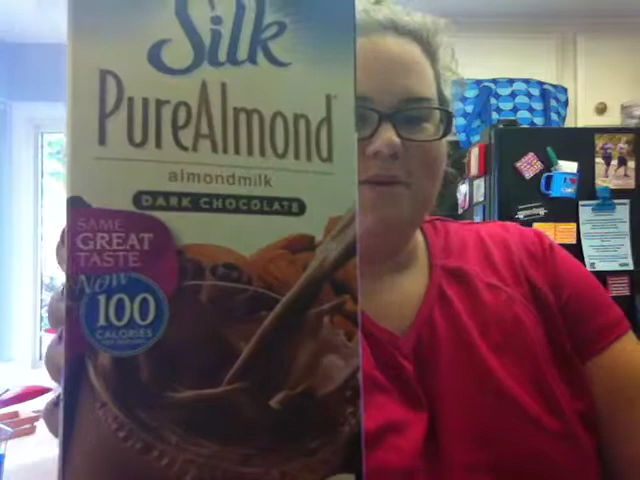 Silk
PureAlmond
almondmilk
DARK CHOCOLATE
SAME
GREAT
TASTE
Now
100
CALORIES